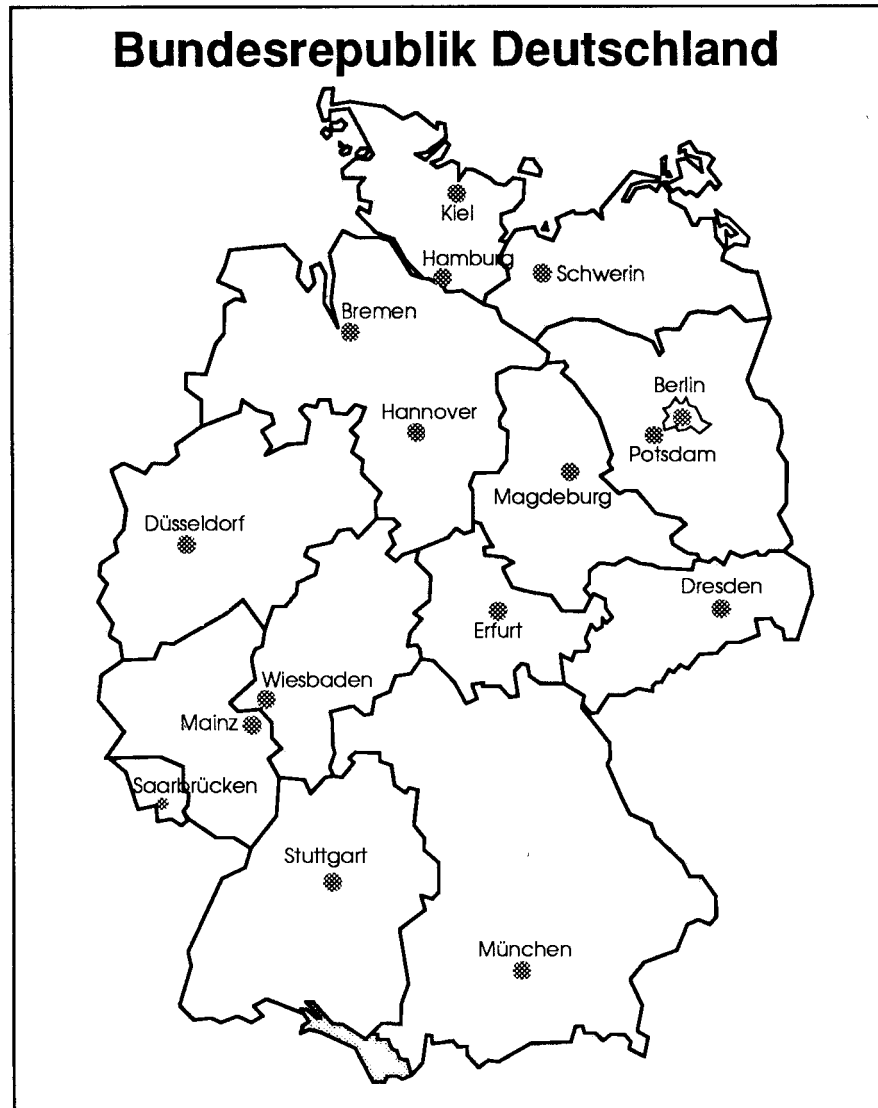 Bundesrepublik Deutschland
Kiel
Hamburg
Schwerin
Bremen
Berlin
Hannover
Potsdam
Magdeburg
Düsseldorf
Dresden
Erfurt
Wiesbaden
Mainz
Saarbrücken
Stuttgart
München